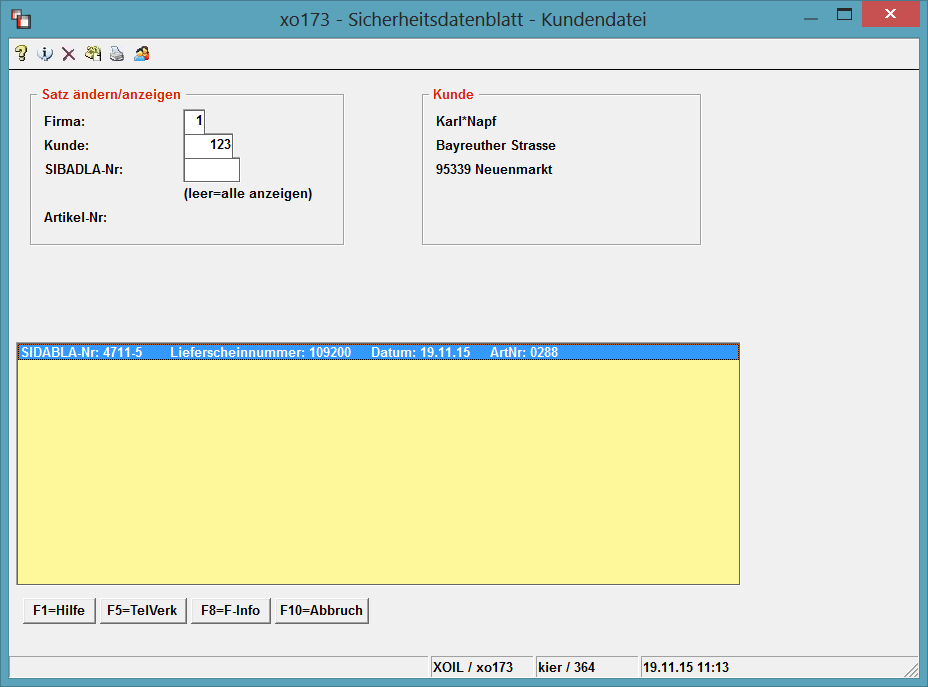 xo173 - Sicherheitsdatenblatt - Kundendatei
Satz ändern/anzeigen
Firma: 1
Kunde: 123
SIBADLA-Nr:
(leer=alle anzeigen)
Artikel-Nr:
Kunde
Karl*Napf
Bayreuther Strasse
95339 Neuenmarkt
SIDABLA-Nr: 4711-5 Lieferscheinnummer: 109200 Datum: 19.11.15 ArtNr: 0288
F1=Hilfe F5=TelVerk F8=F-Info F10=Abbruch
XOIL / xo173 kier / 364 19.11.15 11:13